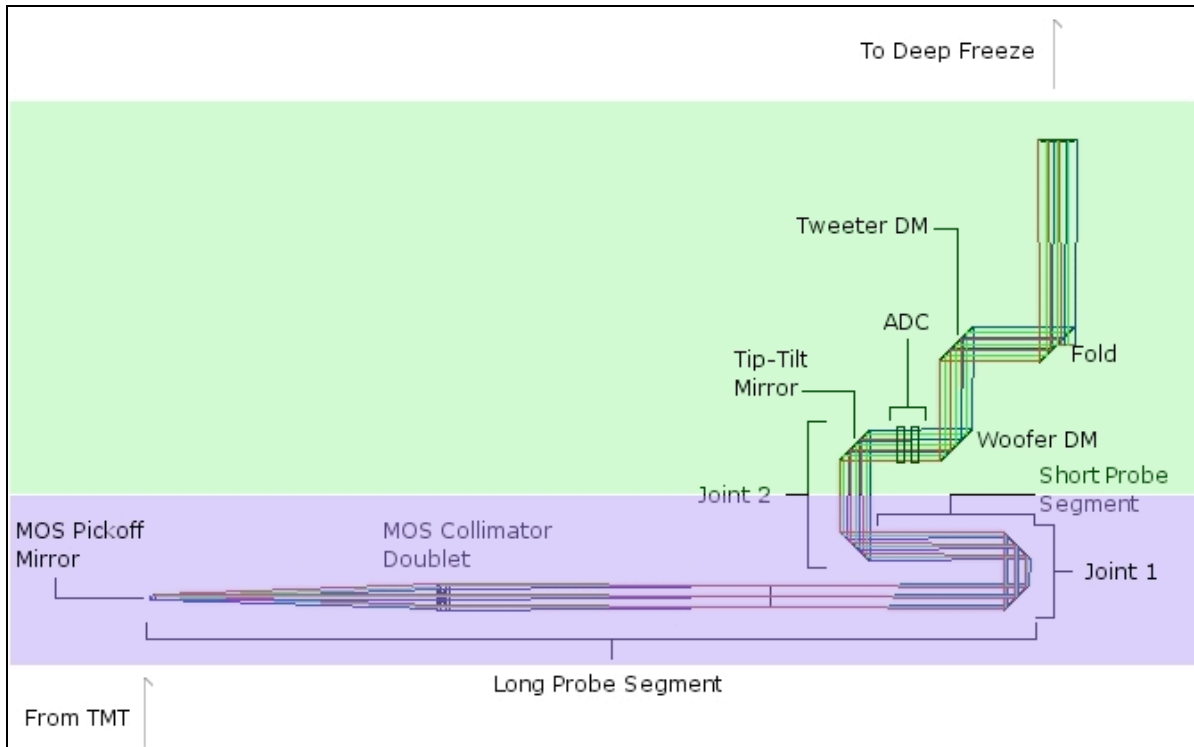 To Deep Freeze
Tweeter DM
ADC
Tip-Tilt
Mirror
Fold
Woofer DM
Short Probe
Segment
Joint 2
MOS Pickoff
Mirror
MOS Collimator
Doublet
Joint 1
Long Probe Segment
From TMT